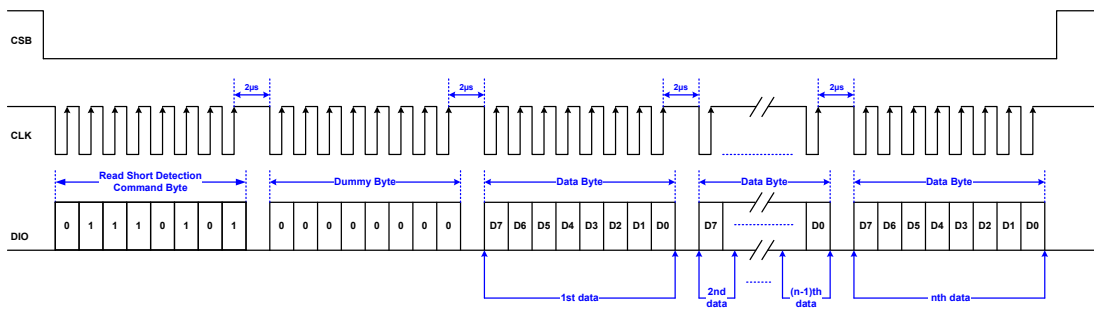 CSB
2μs 2μs 2μs 2μs
CLK
Read Short Detection
Command Byte
Dummy Byte Data Byte Data Byte Data Byte
DIO
0 1 1 1 0 1 0 1 0 0 0 0 0 0 0 0 D7 D6 D5 D4 D3 D2 D1 D0 D7 D0 D7 D6 D5 D4 D3 D2 D1 D0
1st data
2nd
data
(n-1)th
data
nth data